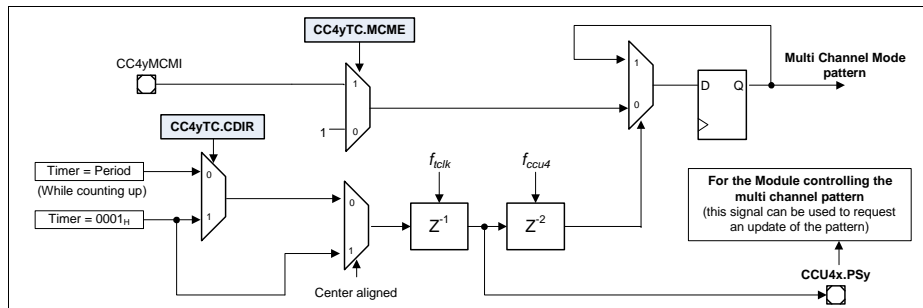 CC4yTC.MCME
CC4yMCMI
1
0
1
1
0
D
Q
Multi Channel Mode
pattern
CC4yTC.CDIR
Timer = Period
(While counting up)
Timer = 0001H
0
1
0
1
Center aligned
ftclk
Z-1
fccu4
Z-2
For the Module controlling the
multi channel pattern
(this signal can be used to request
an update of the pattern)
CCU4x.PSy